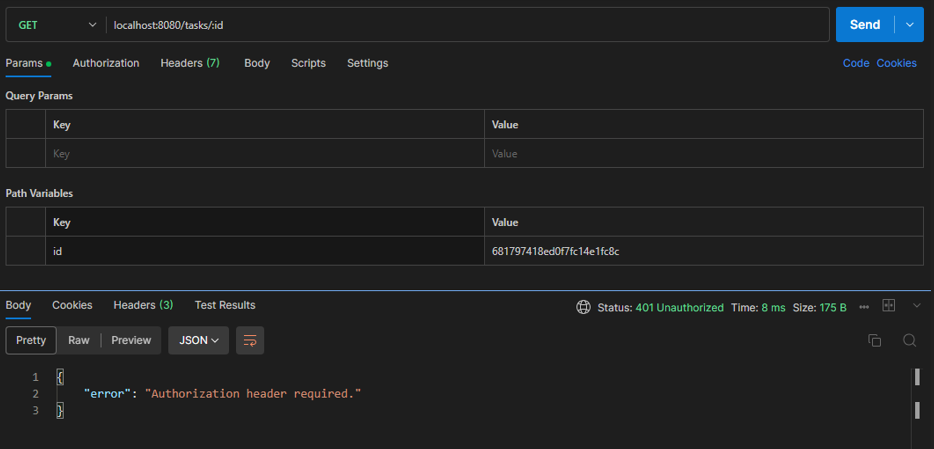 GET localhost:8080/tasks/:id Send
Params Authorization Headers (7) Body Scripts Settings Code Cookies
Query Params
Key Value
Key Value
Path Variables
Key Value
id 681797418ed0f7fc14e1fc8c
Body Cookies Headers (3) Test Results Status: 401 Unauthorized Time: 8 ms Size: 175 B
Pretty Raw Preview JSON
1 {
2 "error": "Authorization header required."
3 }